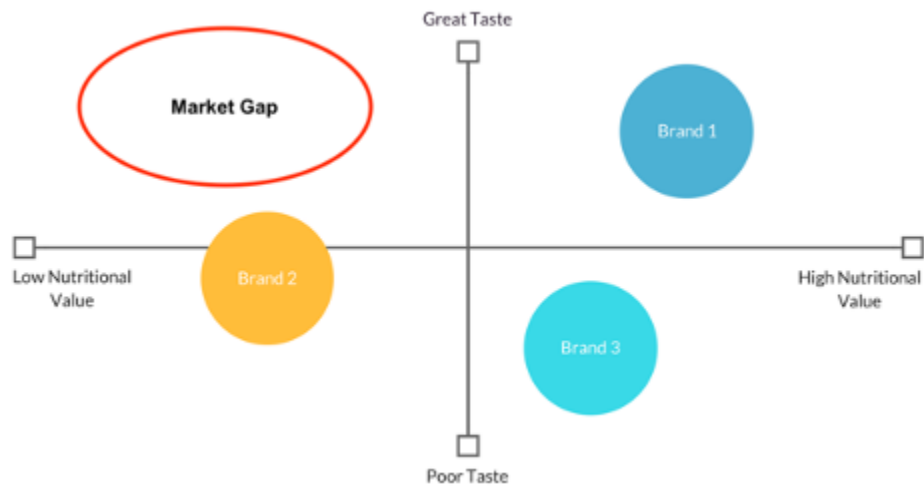 Great Taste
Market Gap
Brand 1
Low Nutritional
Value
Brand 2
High Nutritional
Value
Brand 3
Poor Taste